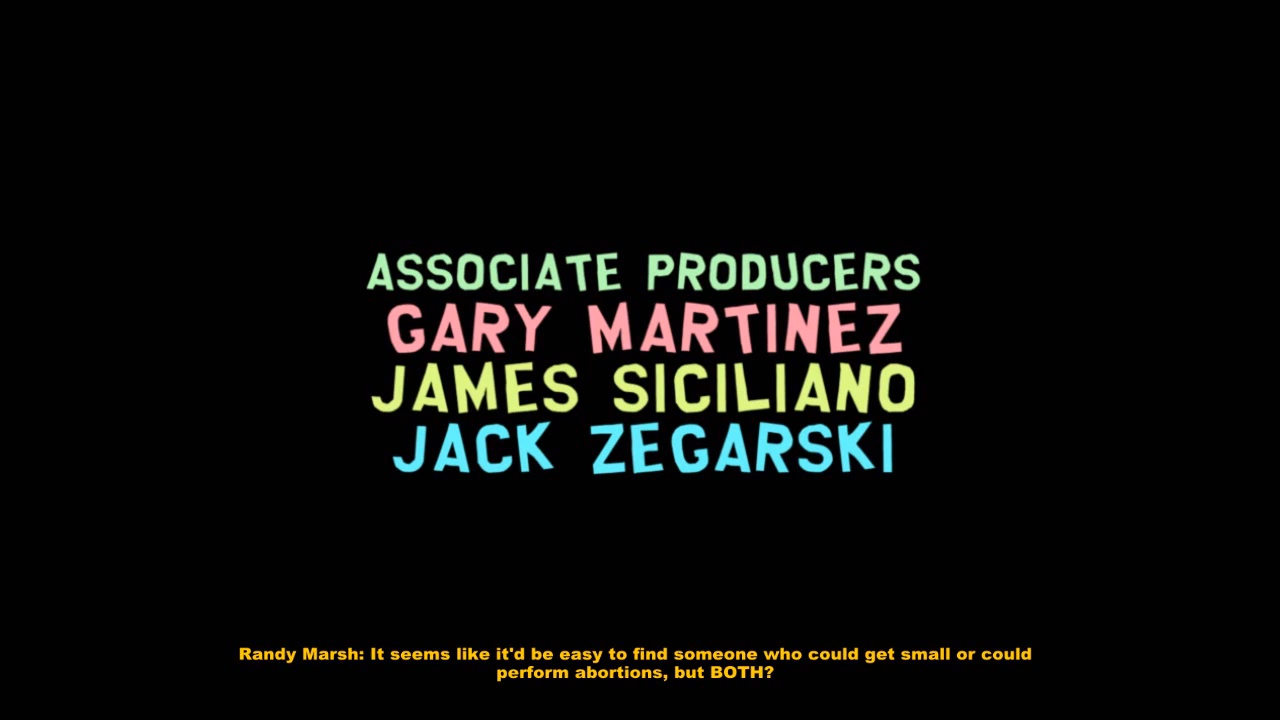 ASSOCIATE PRODUCERS
GARY MARTINEZ
JAMES SICILIANO
JACK ZEGARSKI
Randy Marsh: It seems like it'd be easy to find someone who could get small or could
perform abortions, but BOTH?